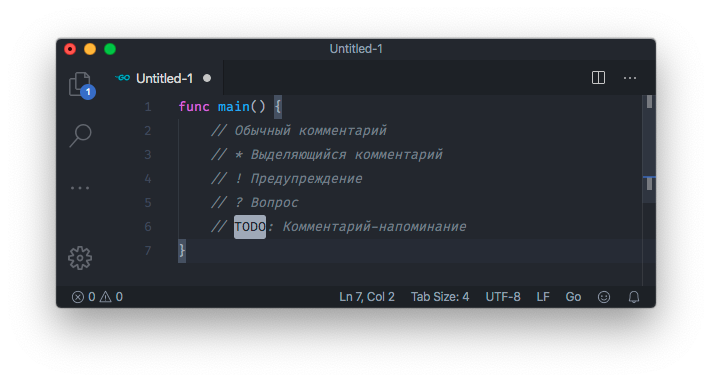 Untitled-1
GO Untitled-1
1
1 func main() {
2 // Обычный комментарий
3 // * Выделяющийся комментарий
4 // ! Предупреждение
5 // ? Вопрос
6 // TODO: Комментарий-напоминание
7 }
0 0 Ln 7, Col 2 Tab Size: 4 UTF-8 LF Go